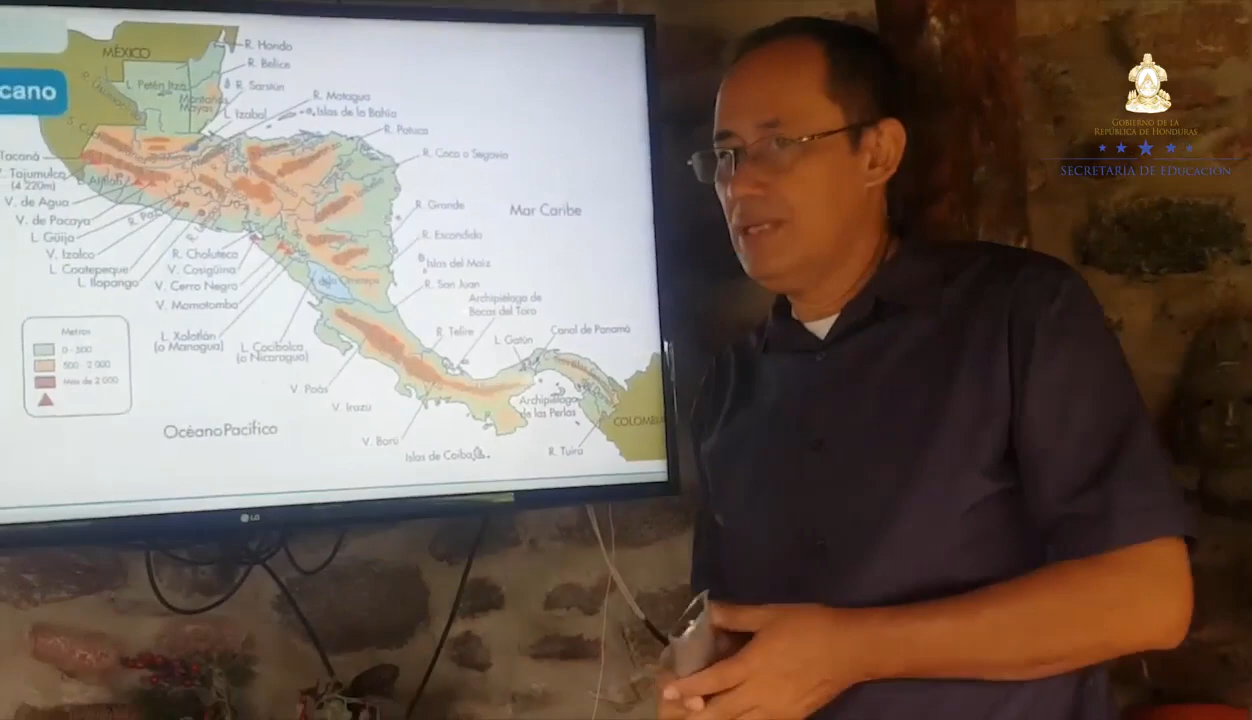 cano
MÉXICO
R. Hondo
R. Belice
R. Sarstún
L. Petén Itzá
Montañas
Mayas
L. Izabal
R. Motagua
Islas de la Bahía
R. Patuca
R. Coco o Segovia
Tacaná
V. Tajumulco
(4 220m)
L. Atitlán
V. de Agua
V. de Pacaya
L. Güija
V. Izalco
L. Coatepeque
L. Ilopango
R. Grande
Mar Caribe
R. Escondido
Islas del Maíz
R. San Juan
R. Choluteca
V. Cosigüina
V. Cerro Negro
V. Momotombo
L. Xolotlán
(o Managua)
L. Cocibolca
(o Nicaragua)
Archipiélago de
Bocas del Toro
R. Telire
L. Gatún
Canal de Panamá
V. Poás
V. Irazú
V. Barú
Archipiélago
de las Perlas
COLOMBIA
R. Tuira
Islas de Coiba
Océano Pacífico
Metros
0 - 500
500 - 2 000
Más de 2 000
LG
GOBIERNO DE LA
REPÚBLICA DE HONDURAS
SECRETARÍA DE EDUCACIÓN